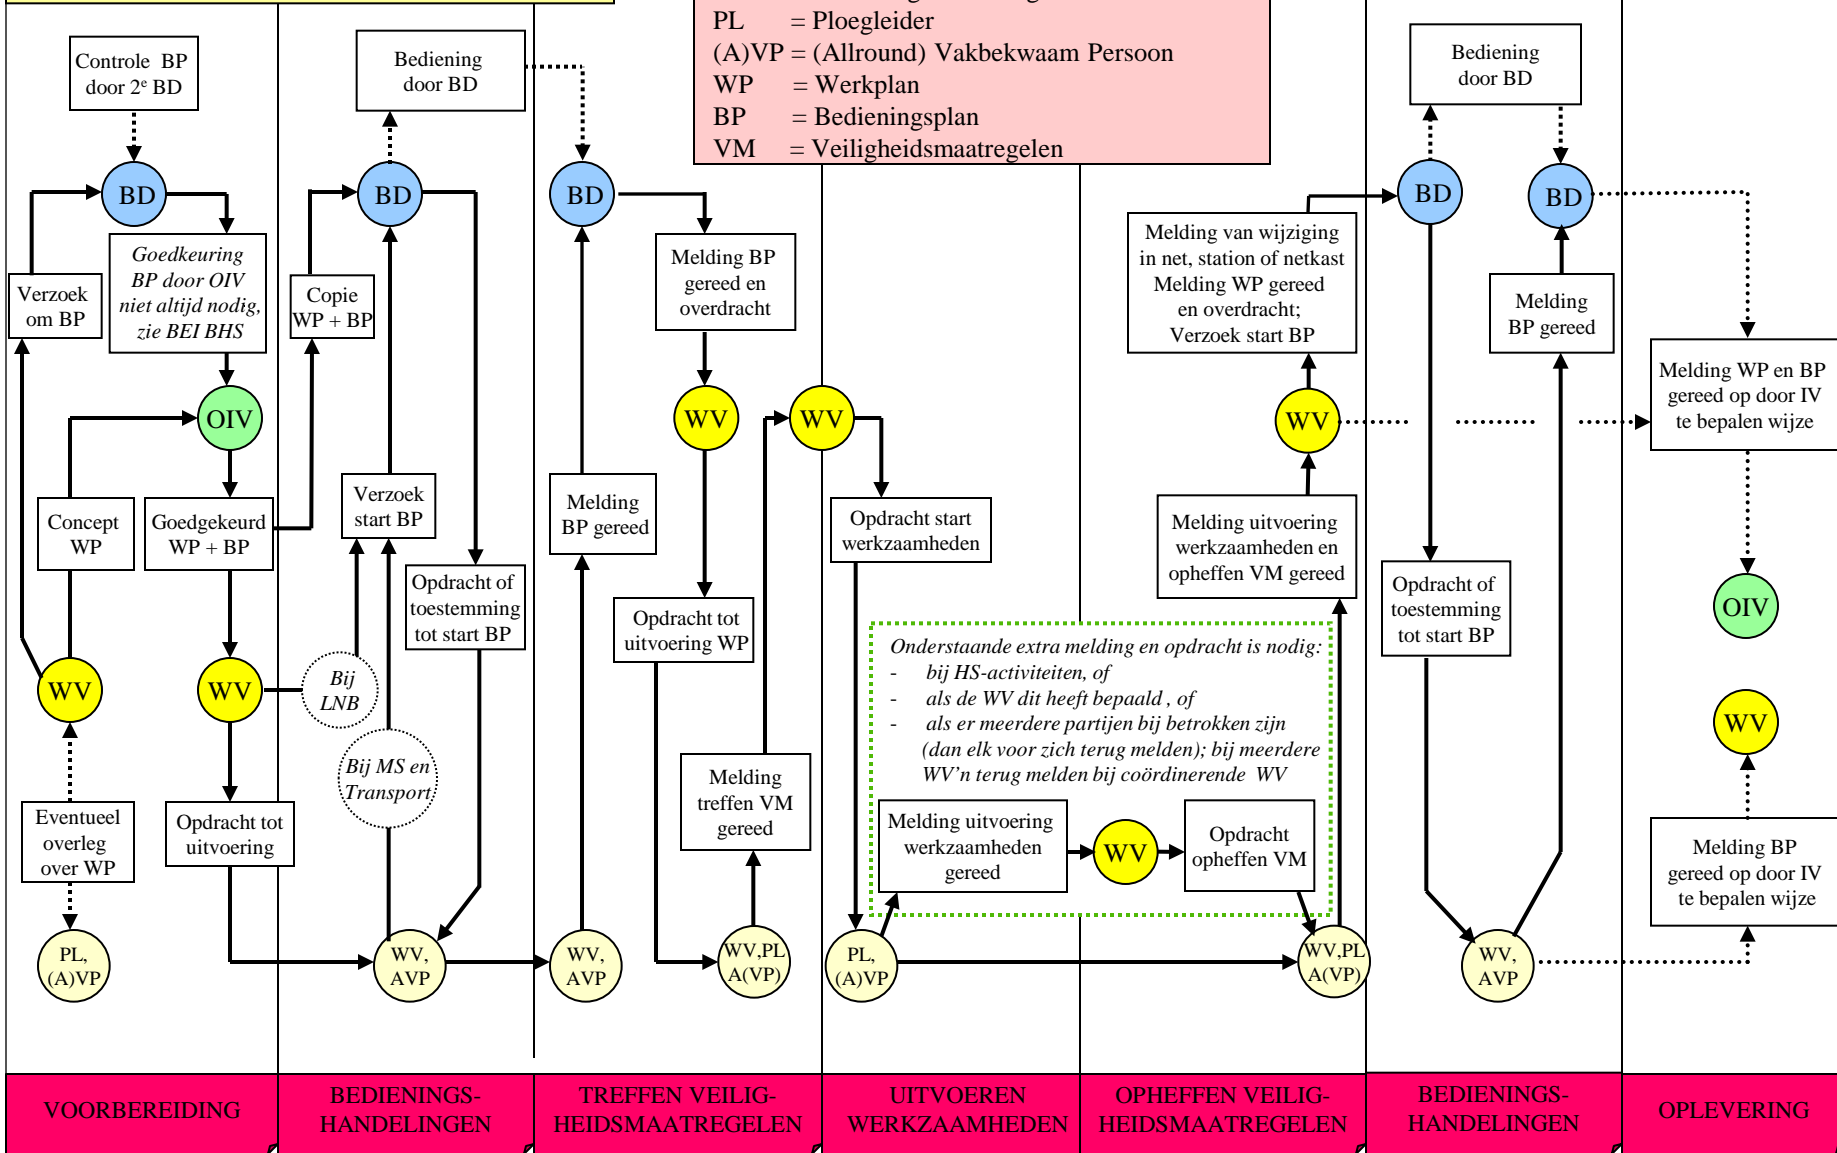 PL = Ploegleider
(A)VP = (Allround) Vakbekwaam Persoon
WP = Werkplan
BP = Bedieningsplan
VM = Veiligheidsmaatregelen
Controle BP
door 2e BD
BD
Goedkeuring
BP door OIV
niet altijd nodig,
zie BEI BHS
Verzoek
om BP
OIV
Concept
WP
Goedgekeurd
WP + BP
WV
WV
Eventueel
overleg
over WP
Opdracht tot
uitvoering
PL,
(A)VP
Bediening
door BD
BD
Copie
WP + BP
Verzoek
start BP
Opdracht of
toestemming
tot start BP
Bij
LNB
Bij MS en
Transport
WV,
AVP
BD
Melding BP
gereed en
overdracht
WV
Melding
BP gereed
Opdracht tot
uitvoering WP
Melding
treffen VM
gereed
WV,
AVP
WV,PL
A(VP)
WV
Opdracht start
werkzaamheden
Onderstaande extra melding en opdracht is nodig:
- bij HS-activiteiten, of
- als de WV dit heeft bepaald , of
- als er meerdere partijen bij betrokken zijn
(dan elk voor zich terug melden); bij meerdere
WV'n terug melden bij coördinerende WV
Melding uitvoering
werkzaamheden
gereed
WV
Opdracht
opheffen VM
PL,
(A)VP
WV,PL
A(VP)
Melding van wijziging
in net, station of netkast
Melding WP gereed
en overdracht;
Verzoek start BP
WV
Melding uitvoering
werkzaamheden en
opheffen VM gereed
Bediening
door BD
BD
BD
Melding
BP gereed
Opdracht of
toestemming
tot start BP
WV,
AVP
Melding WP en BP
gereed op door IV
te bepalen wijze
OIV
WV
Melding BP
gereed op door IV
te bepalen wijze
VOORBEREIDING
BEDIENINGS-
HANDELINGEN
TREFFEN VEILIG-
HEIDSMAATREGELEN
UITVOEREN
WERKZAAMHEDEN
OPHEFFEN VEILIG-
HEIDSMAATREGELEN
BEDIENINGS-
HANDELINGEN
OPLEVERING